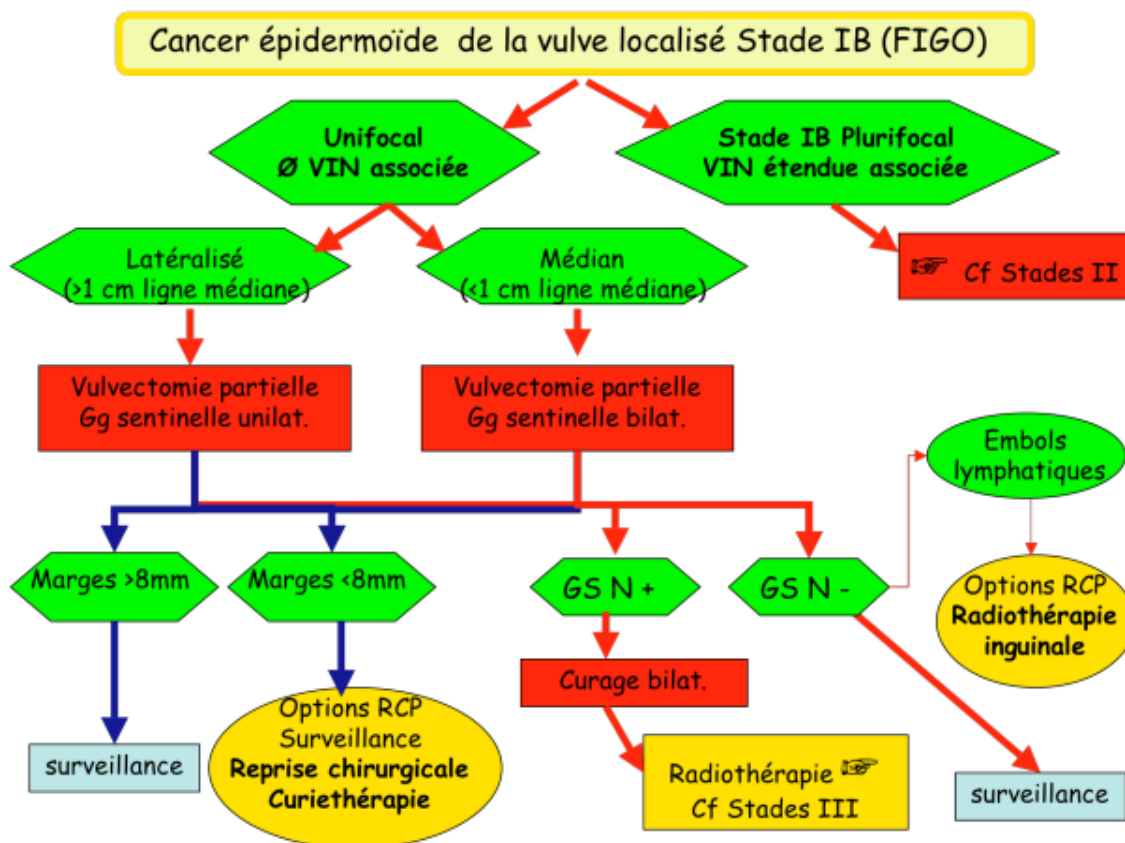 Cancer épidermoïde de la vulve localisé Stade IB (FIGO)
Unifocal
Ø VIN associée
Stade IB Plurifocal
VIN étendue associée
Latéralisé
(>1 cm ligne médiane)
Médian
(<1 cm ligne médiane)
☞ Cf Stades II
Vulvectomie partielle
Gg sentinelle unilat.
Vulvectomie partielle
Gg sentinelle bilat.
Embols
lymphatiques
Marges >8mm
Marges <8mm
GS N +
GS N -
Options RCP
Radiothérapie
inguinale
Curage bilat.
surveillance
Options RCP
Surveillance
Reprise chirurgicale
Curiethérapie
Radiothérapie ☞
Cf Stades III
surveillance